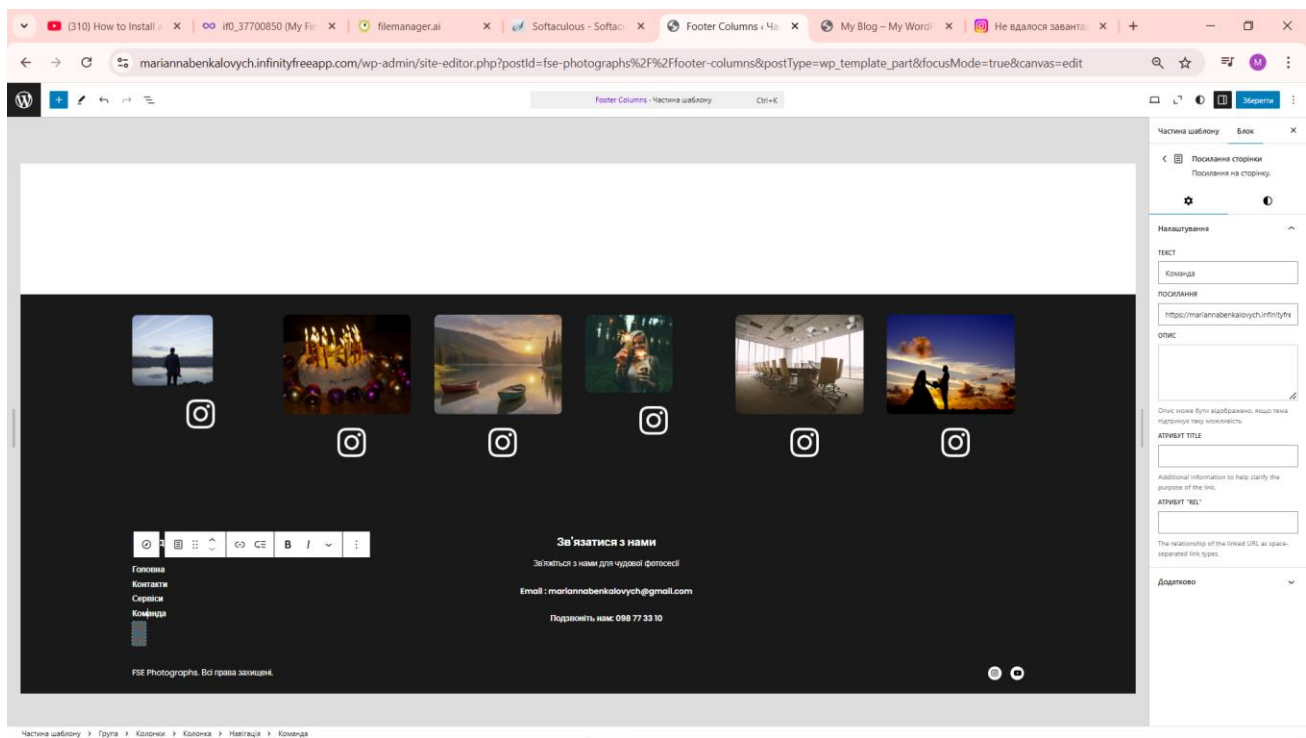 (310) How to Install a
if0_37700850 (My Fir
filemanager.ai
Softaculous - Softacu
Footer Columns ‹ Ча
My Blog – My WordP
Не вдалося завантаж
mariannabenkalovych.infinityfreeapp.com/wp-admin/site-editor.php?postId=fse-photographs%2F%2Ffooter-columns&postType=wp_template_part&focusMode=true&canvas=edit
M
Footer Columns · Частина шаблону Ctrl+K
Зберегти
Частина шаблону Блок
Посилання сторінки
Посилання на сторінку.
Налаштування
ТЕКСТ
Команда
ПОСИЛАННЯ
https://mariannabenkalovych.infinityfre
ОПИС
Опис може бути відображено, якщо тема
підтримує таку можливість.
АТРИБУТ TITLE
Additional information to help clarify the
purpose of the link.
АТРИБУТ "REL"
The relationship of the linked URL as space-
separated link types.
Додатково
B I
Головна
Контакти
Сервіси
Команда
Зв'язатися з нами
Зв'яжіться з нами для чудової фотосесії
Email : mariannabenkalovych@gmail.com
Подзвоніть нам: 098 77 33 10
FSE Photographs. Всі права захищені.
Частина шаблону › Група › Колонки › Колонка › Навігація › Команда